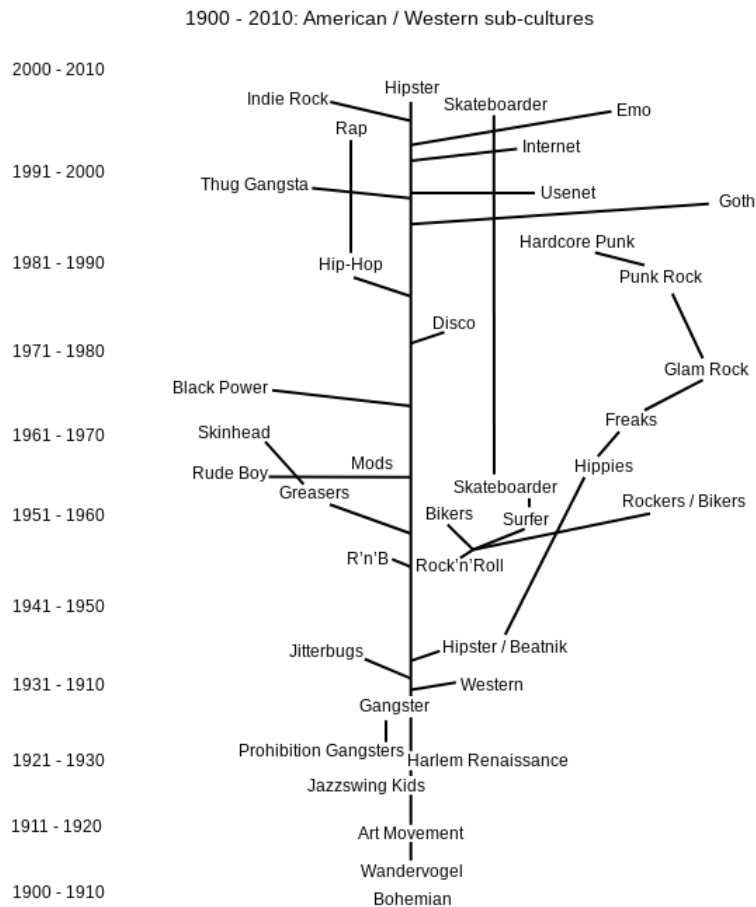 1900 - 2010: American / Western sub-cultures
2000 - 2010
Hipster
Indie Rock
Skateboarder
Emo
Rap
Internet
1991 - 2000
Thug Gangsta
Usenet
Goth
Hardcore Punk
1981 - 1990
Hip-Hop
Punk Rock
Disco
1971 - 1980
Glam Rock
Black Power
Freaks
1961 - 1970
Skinhead
Mods
Hippies
Rude Boy
Greasers
Skateboarder
Rockers / Bikers
1951 - 1960
Bikers
Surfer
R'n'B
Rock'n'Roll
1941 - 1950
Jitterbugs
Hipster / Beatnik
1931 - 1910
Western
Gangster
Prohibition Gangsters
1921 - 1930
Harlem Renaissance
Jazzswing Kids
1911 - 1920
Art Movement
Wandervogel
1900 - 1910
Bohemian